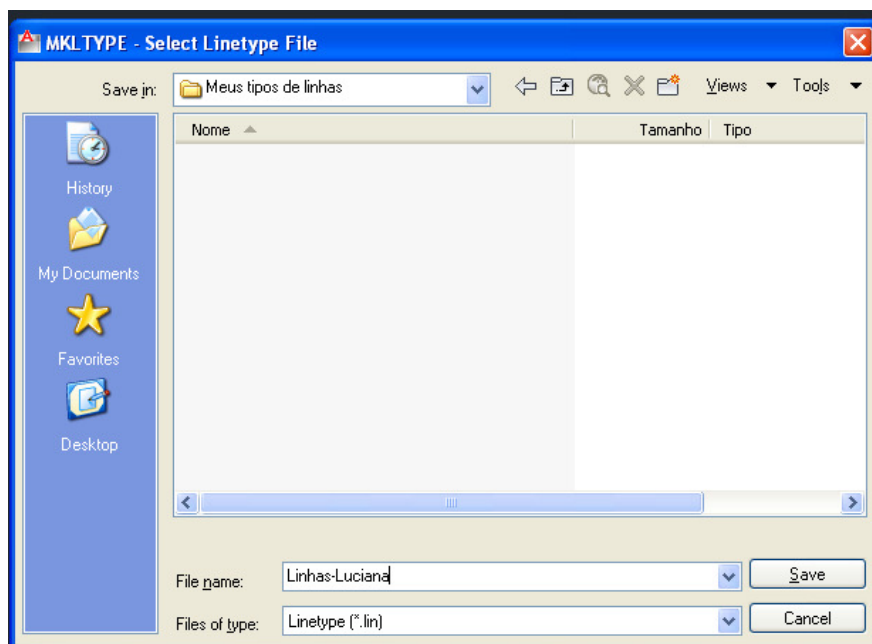 MKLTYPE - Select Linetype File
Save in: Meus tipos de linhas Views Tools
Nome Tamanho Tipo
History
My Documents
Favorites
Desktop
File name: Linhas-Luciana Save
Files of type: Linetype (*.lin) Cancel